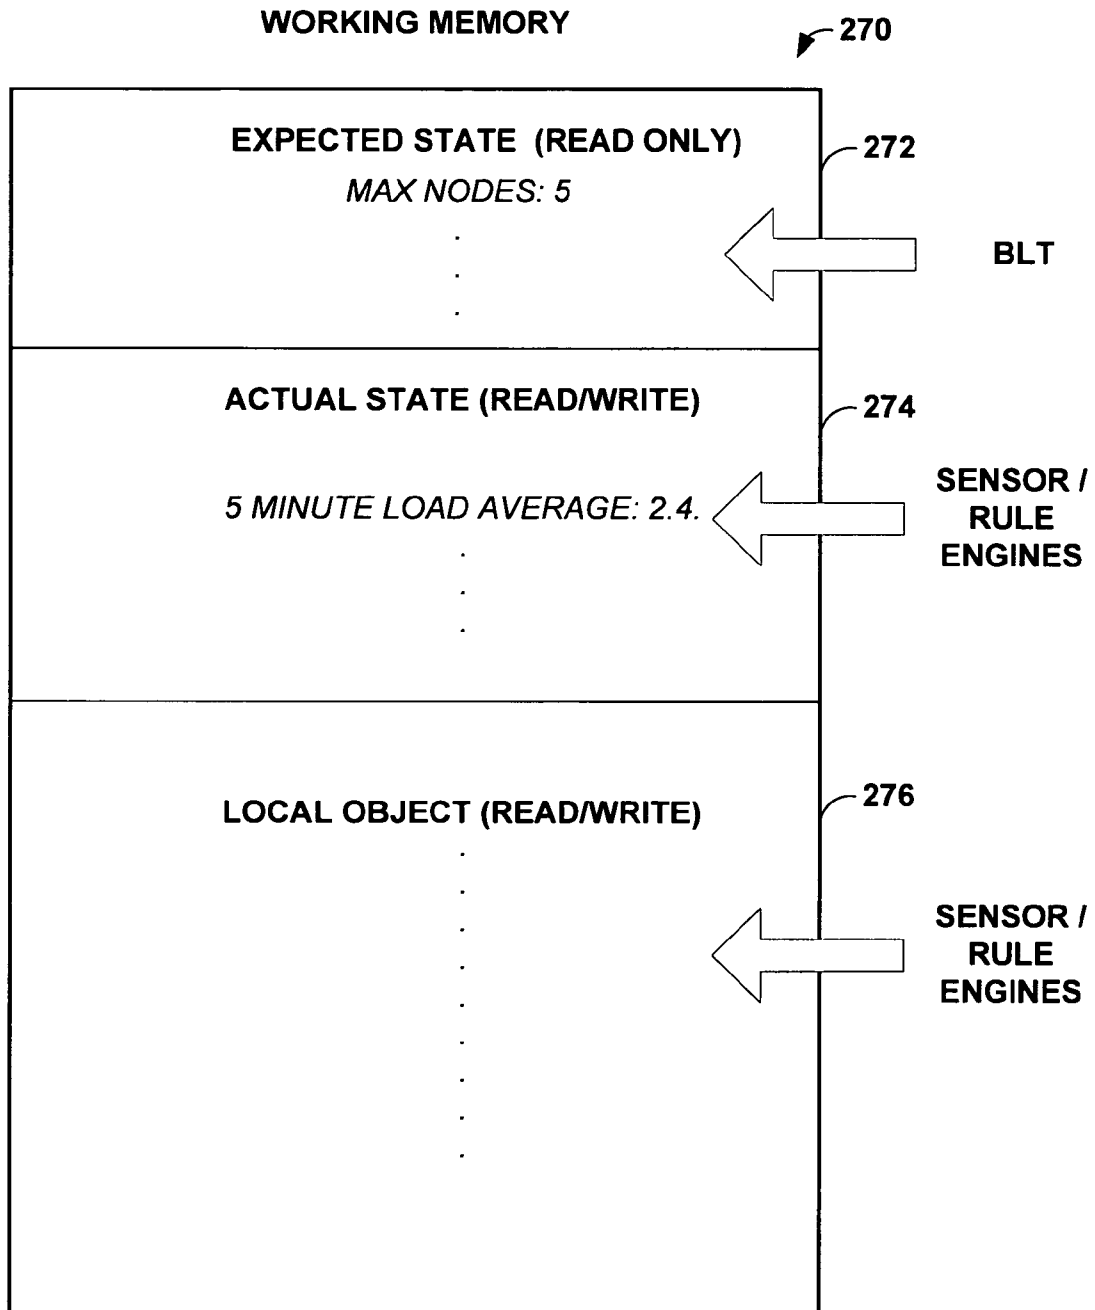 WORKING MEMORY
270
EXPECTED STATE (READ ONLY)
272
MAX NODES: 5
.
.
.
BLT
ACTUAL STATE (READ/WRITE)
274
5 MINUTE LOAD AVERAGE: 2.4.
.
.
.
SENSOR /
RULE
ENGINES
276
LOCAL OBJECT (READ/WRITE)
.
.
.
.
.
.
.
.
.
SENSOR /
RULE
ENGINES